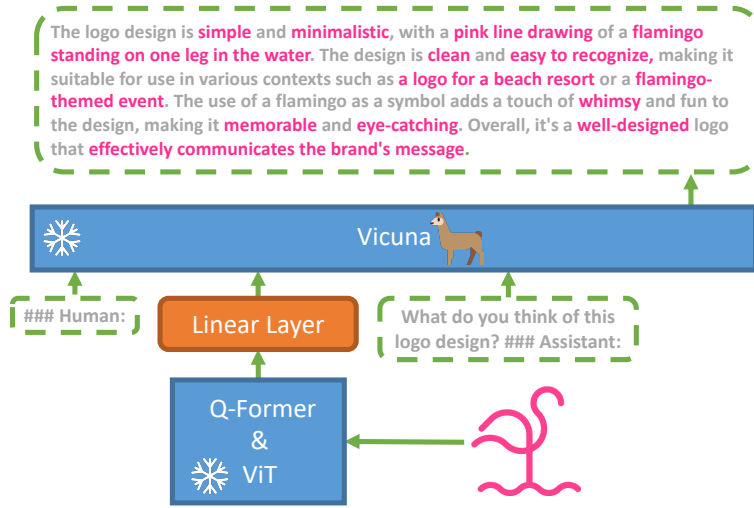 The logo design is simple and minimalistic, with a pink line drawing of a flamingo
standing on one leg in the water. The design is clean and easy to recognize, making it
suitable for use in various contexts such as a logo for a beach resort or a flamingo-
themed event. The use of a flamingo as a symbol adds a touch of whimsy and fun to
the design, making it memorable and eye-catching. Overall, it's a well-designed logo
that effectively communicates the brand's message.
Vicuna
### Human:
Linear Layer
What do you think of this
logo design? ### Assistant:
Q-Former
&
ViT